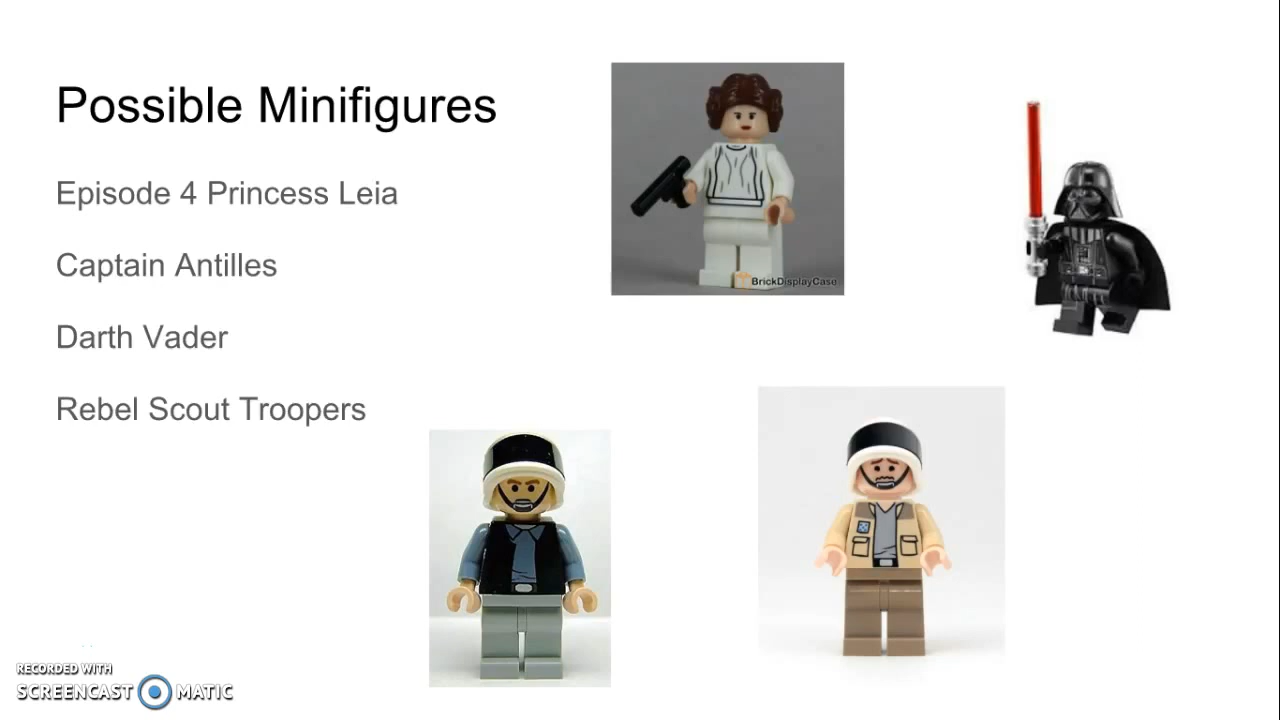 Possible Minifigures
Episode 4 Princess Leia
Captain Antilles
Darth Vader
Rebel Scout Troopers
BrickDisplayCase
RECORDED WITH
SCREENCAST MATIC